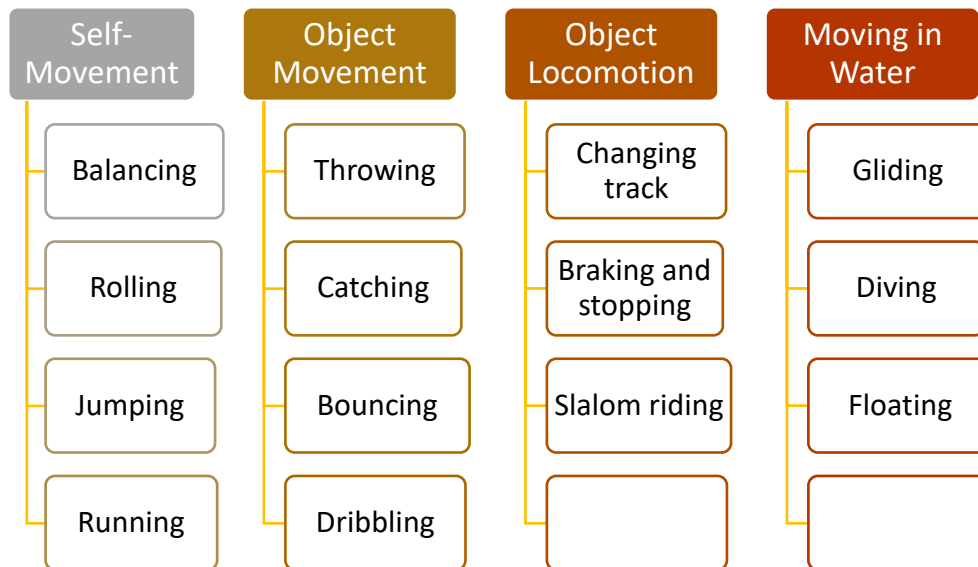 Self-
Movement
Balancing
Rolling
Jumping
Running
Object
Movement
Throwing
Catching
Bouncing
Dribbling
Object
Locomotion
Changing
track
Braking and
stopping
Slalom riding
Moving in
Water
Gliding
Diving
Floating